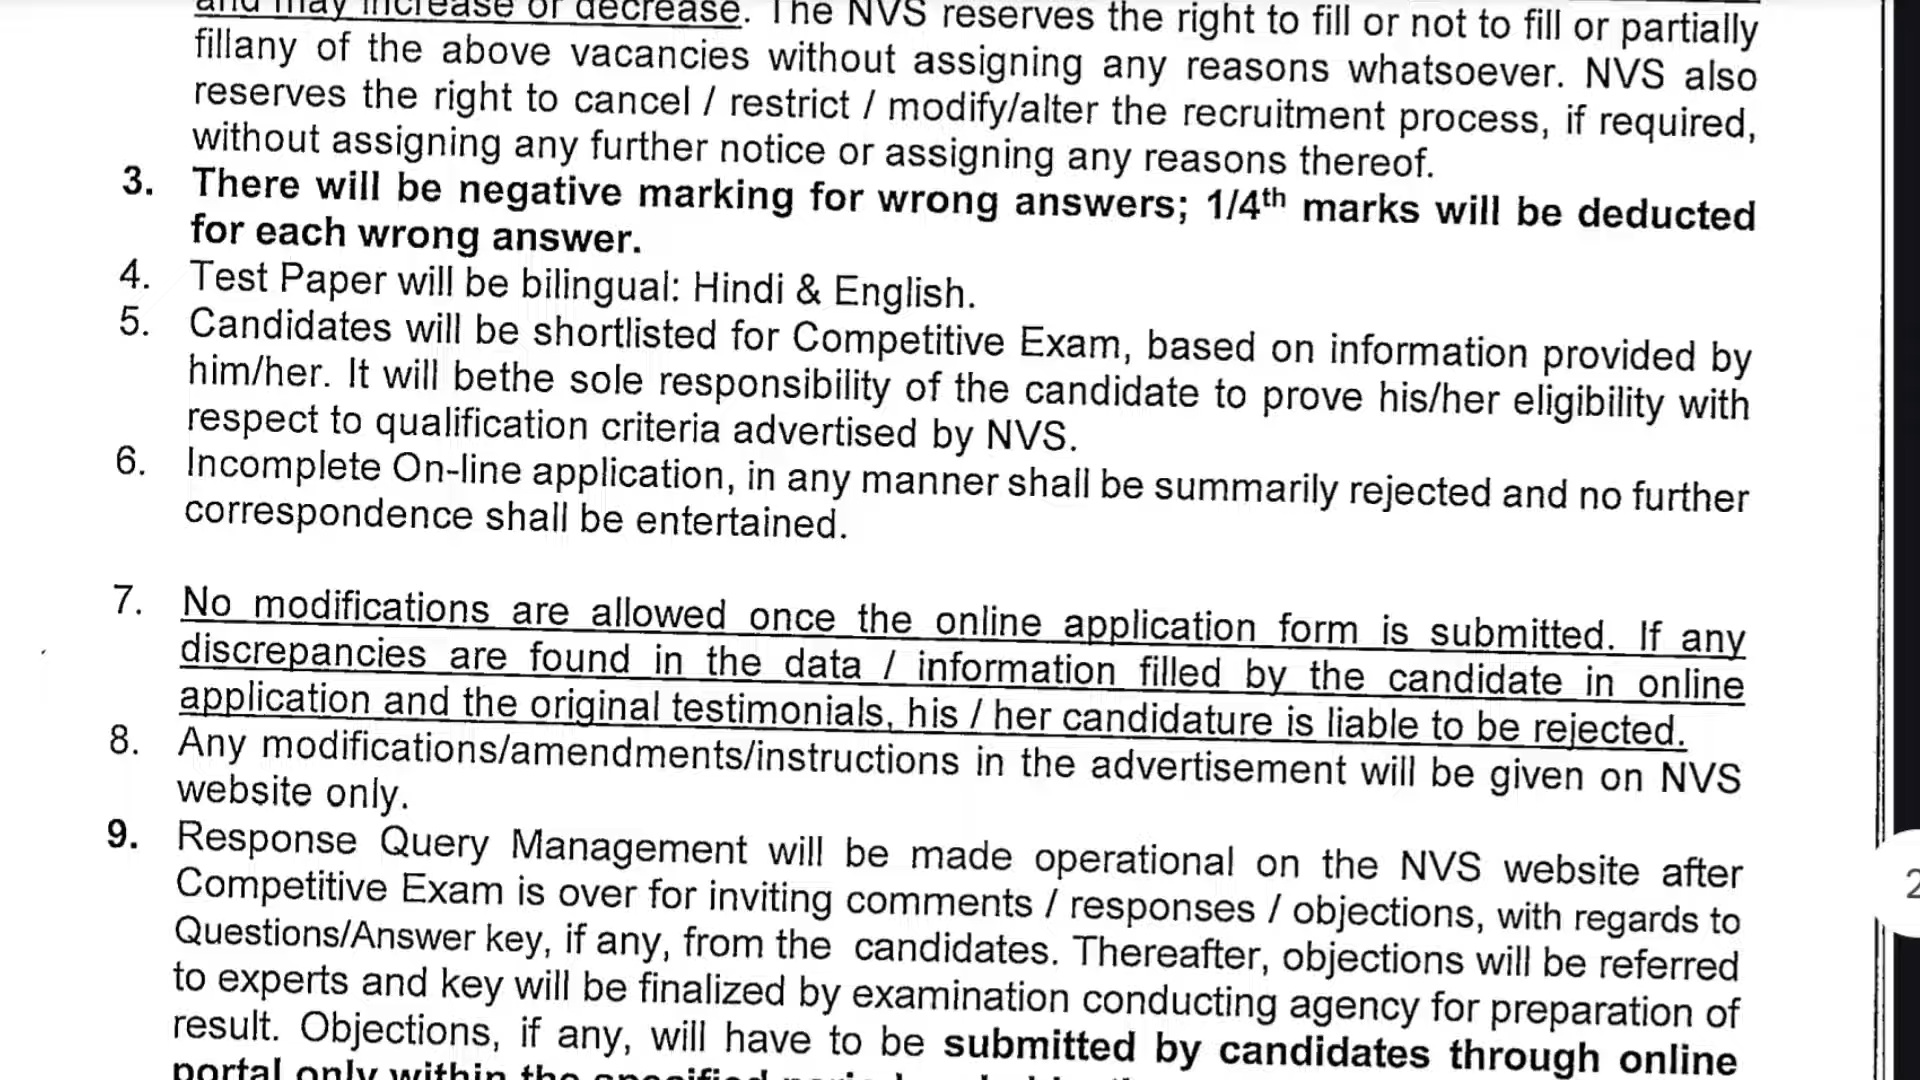 and may increase or decrease. The NVS reserves the right to fill or not to fill or partially
fillany of the above vacancies without assigning any reasons whatsoever. NVS also
reserves the right to cancel / restrict / modify/alter the recruitment process, if required,
without assigning any further notice or assigning any reasons thereof.
3. There will be negative marking for wrong answers; 1/4th marks will be deducted
for each wrong answer.
4. Test Paper will be bilingual: Hindi & English.
5. Candidates will be shortlisted for Competitive Exam, based on information provided by
him/her. It will bethe sole responsibility of the candidate to prove his/her eligibility with
respect to qualification criteria advertised by NVS.
6. Incomplete On-line application, in any manner shall be summarily rejected and no further
correspondence shall be entertained.
7. No modifications are allowed once the online application form is submitted. If any
discrepancies are found in the data / information filled by the candidate in online
application and the original testimonials, his / her candidature is liable to be rejected.
8. Any modifications/amendments/instructions in the advertisement will be given on NVS
website only.
9. Response Query Management will be made operational on the NVS website after
Competitive Exam is over for inviting comments / responses / objections, with regards to
Questions/Answer key, if any, from the candidates. Thereafter, objections will be referred
to experts and key will be finalized by examination conducting agency for preparation of
result. Objections, if any, will have to be submitted by candidates through online
portal only within the specified
2